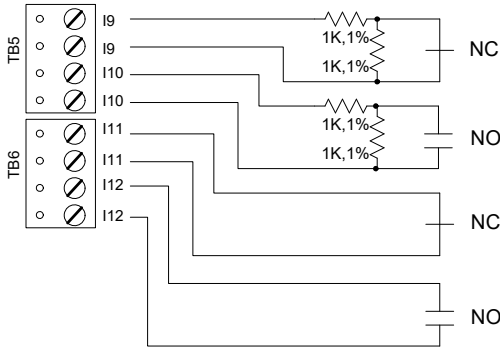 TB5
I9
I9
I10
I10
TB6
I11
I11
I12
I12
1K,1%
1K,1%
NC
1K,1%
1K,1%
NO
NC
NO